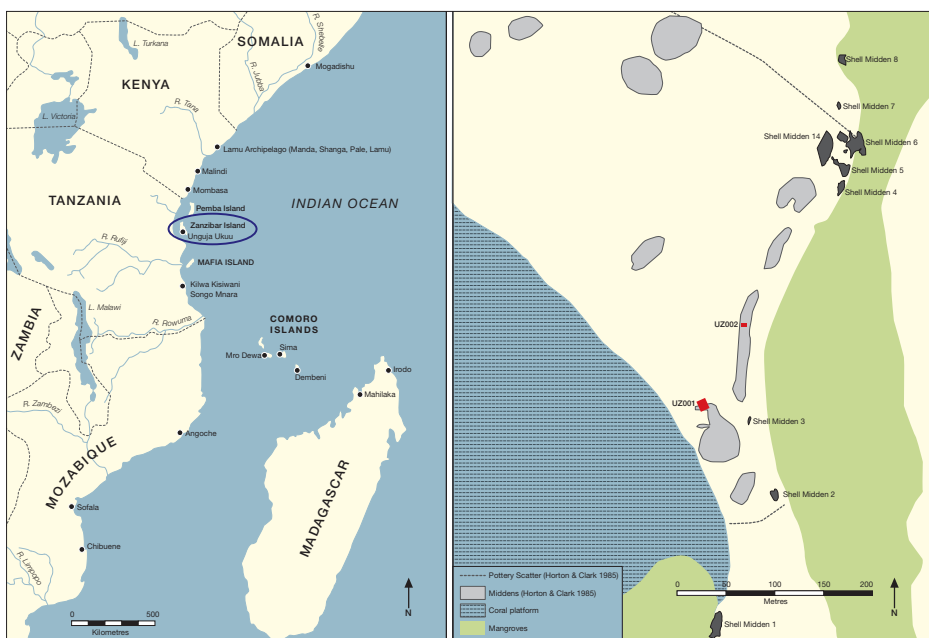 SOMALIA
R. Shebelle
L. Turkana
Mogadishu
R. Jubba
KENYA
R. Tana
L. Victoria
Lamu Archipelago (Manda, Shanga, Pale, Lamu)
Malindi
Mombasa
TANZANIA
Pemba Island
INDIAN OCEAN
Zanzibar Island
Unguja Ukuu
R. Rufiji
MAFIA ISLAND
Kilwa Kisiwani
Songo Mnara
L. Malawi
ZAMBIA
R. Rowuma
COMORO
ISLANDS
Mro Dewa
Sima
Dembeni
Irodo
Mahilaka
R. Zambezi
Angoche
MOZABIQUE
MADAGASCAR
Sofala
Chibuene
R. Limpopo
0
500
Kilometres
N
Shell Midden 8
Shell Midden 7
Shell Midden 14
Shell Midden 6
Shell Midden 5
Shell Midden 4
UZ002
UZ001
Shell Midden 3
Shell Midden 2
Pottery Scatter (Horton & Clark 1985)
Middens (Horton & Clark 1985)
Coral platform
Mangroves
0
50
100
150
200
Metres
N
Shell Midden 1